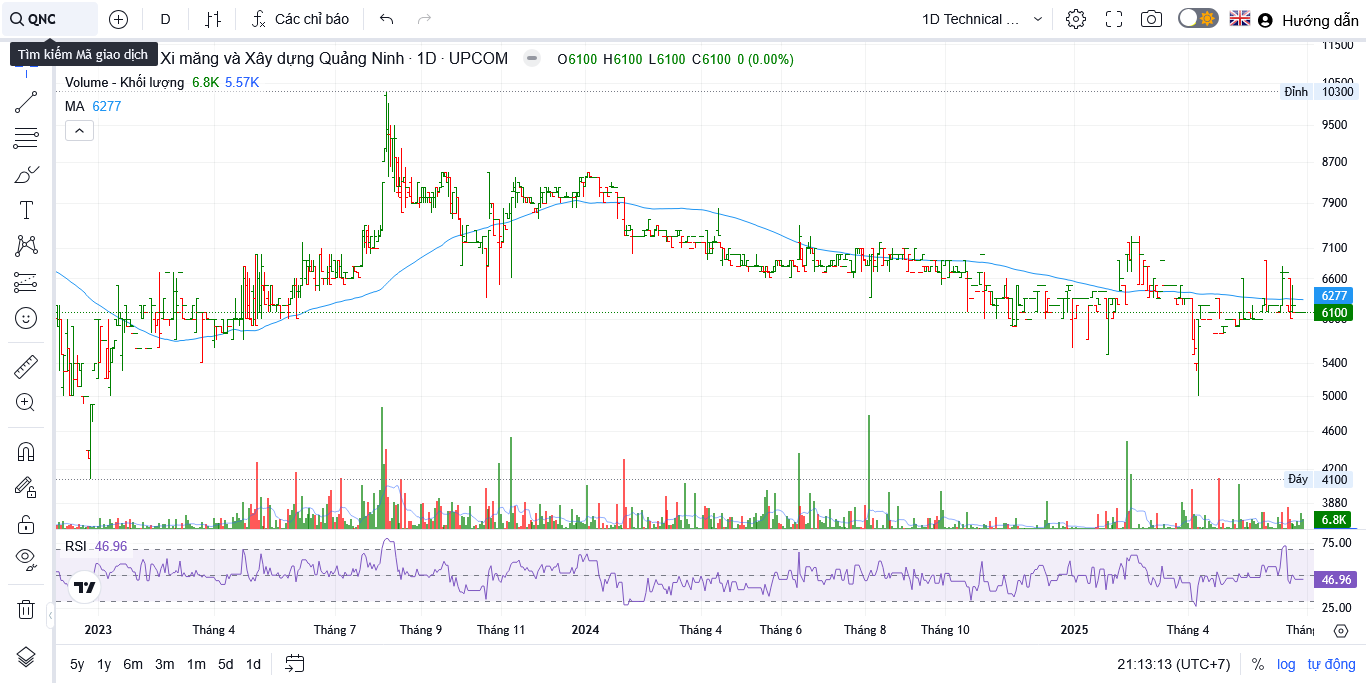 QNC D Các chỉ báo 1D Technical ... Hướng dẫn
Tìm kiếm Mã giao dịch
Xi măng và Xây dựng Quảng Ninh · 1D · UPCOM O6100 H6100 L6100 C6100 0 (0.00%)
Volume - Khối lượng 6.8K 5.57K
MA 6277
11500
10500
Đỉnh 10300
9500
8700
7900
7100
6600
6277
6100
5400
5000
4600
4200
Đáy 4100
3880
6.8K
RSI 46.96
75.00
46.96
25.00
2023 Tháng 4 Tháng 7 Tháng 9 Tháng 11 2024 Tháng 4 Tháng 6 Tháng 8 Tháng 10 2025 Tháng 4
5y 1y 6m 3m 1m 5d 1d 21:13:13 (UTC+7) % log tự động